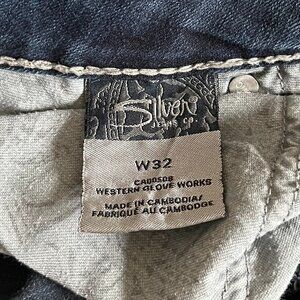 Silver
JEANS CO.
W32
CA00508
WESTERN GLOVE WORKS
MADE IN CAMBODIA/
FABRIQUÉ AU CAMBODGE